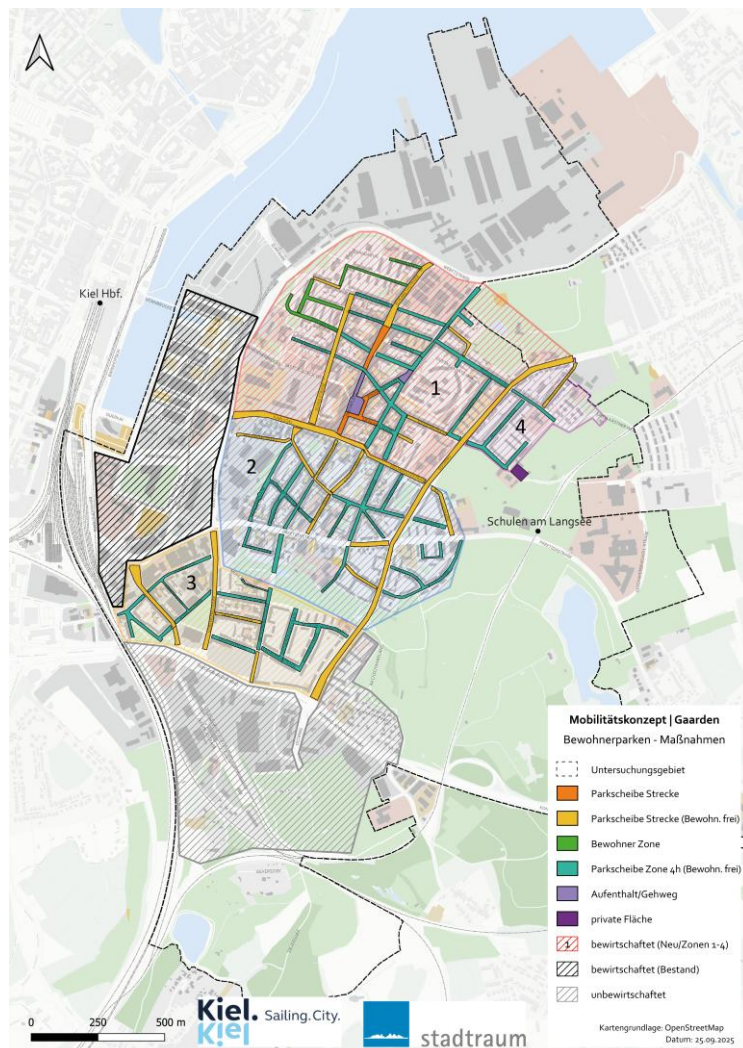 Kiel Hbf.
1
4
2
Schulen am Langsee
3
Mobilitätskonzept | Gaarden
Bewohnerparken - Maßnahmen
Untersuchungsgebiet
Parkscheibe Strecke
Parkscheibe Strecke (Bewohn. frei)
Bewohner Zone
Parkscheibe Zone 4h (Bewohn. frei)
Aufenthalt/Gehweg
private Fläche
1 bewirtschaftet (Neu/Zonen 1-4)
bewirtschaftet (Bestand)
unbewirtschaftet
Kartengrundlage: OpenStreetMap
Datum: 25.09.2025
0 250 500 m
Kiel. Sailing.City.
Kiel
stadtraum